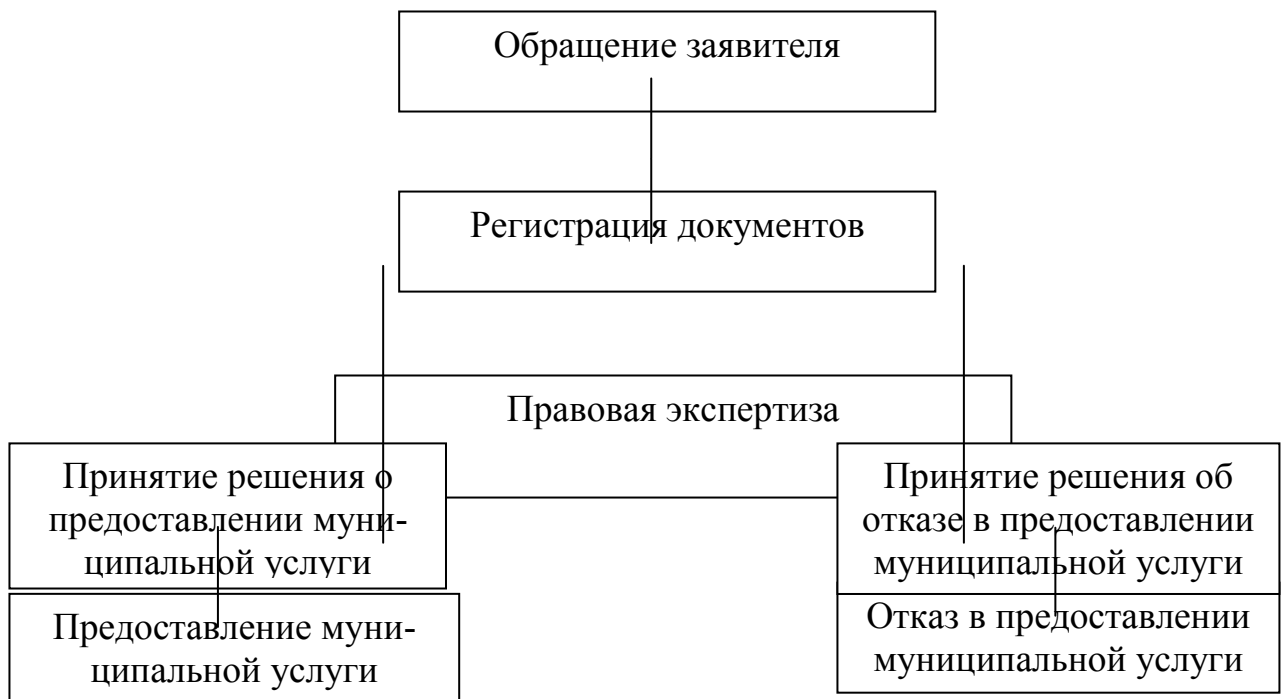 Обращение заявителя
Регистрация документов
Правовая экспертиза
Принятие решения о
предоставлении муни-
ципальной услуги
Принятие решения об
отказе в предоставлении
муниципальной услуги
Предоставление муни-
ципальной услуги
Отказ в предоставлении
муниципальной услуги